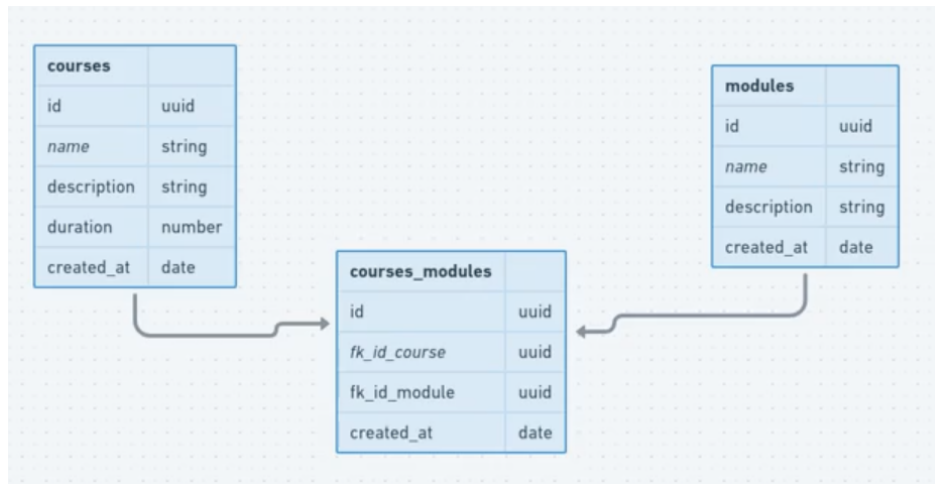 courses
id uuid
name string
description string
duration number
created_at date
modules
id uuid
name string
description string
created_at date
courses_modules
id uuid
fk_id_course uuid
fk_id_module uuid
created_at date